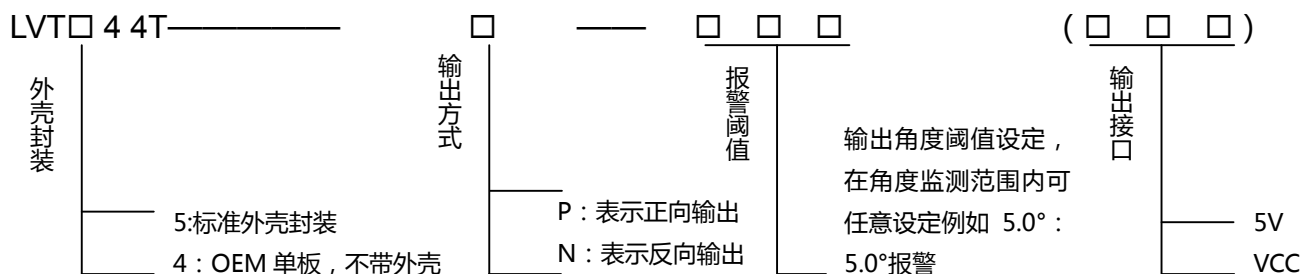 LVT□ 4 4T————— □ —— □ □ □ (□ □ □)
外壳封装
5:标准外壳封装
4：OEM 单板，不带外壳
输出方式
P：表示正向输出
N：表示反向输出
报警阈值
输出角度阈值设定，
在角度监测范围内可
任意设定例如 5.0°：
5.0°报警
输出接口
5V
VCC